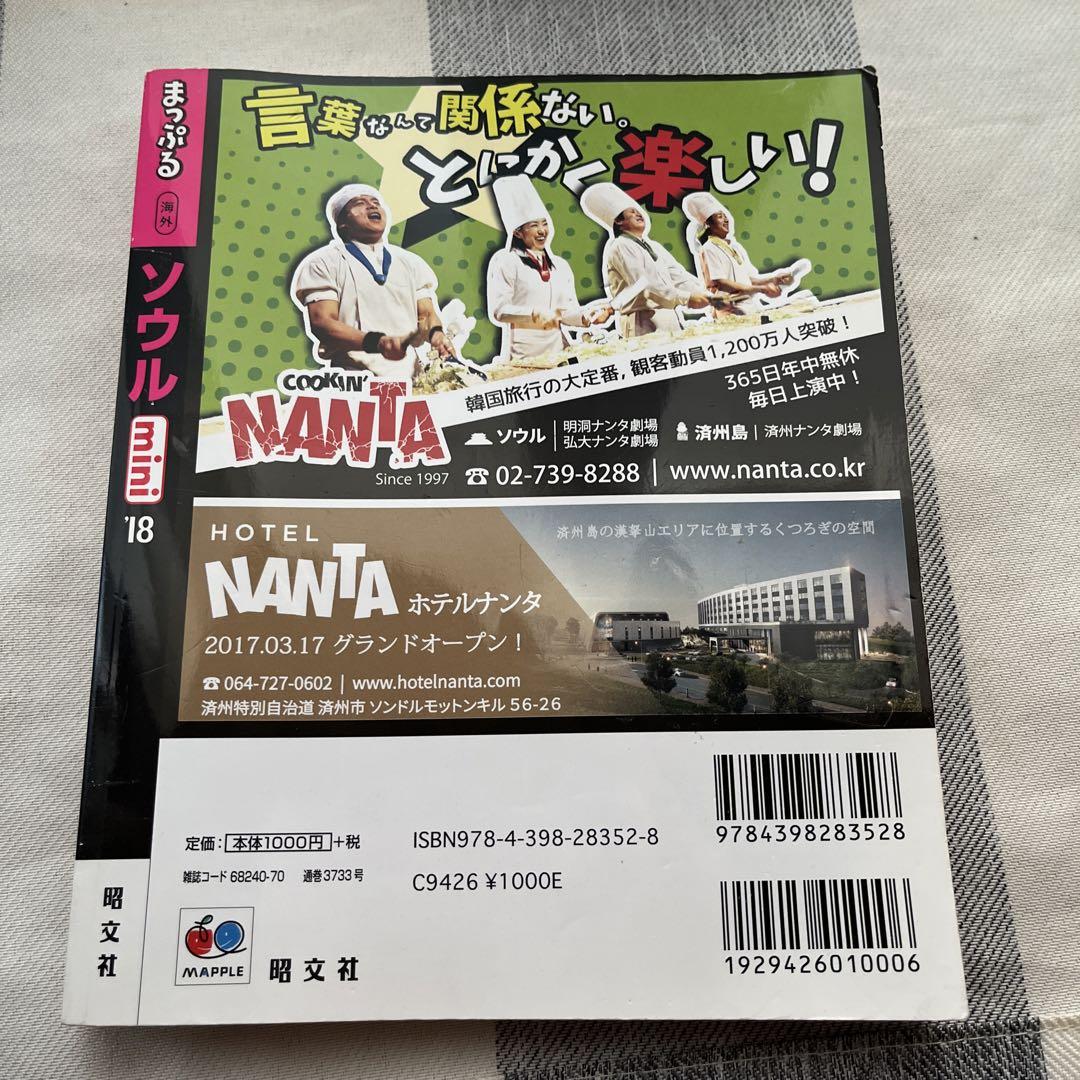 まっぷる
海外
ソウル
mini
'18
昭文社
言葉なんて関係ない。
とにかく楽しい!
COOKIN'
NANTA
Since 1997
韓国旅行の大定番, 観客動員1,200万人突破!
365日年中無休
毎日上演中!
ソウル | 明洞ナンタ劇場
弘大ナンタ劇場
済州島 | 済州ナンタ劇場
☎ 02-739-8288 | www.nanta.co.kr
HOTEL
NANTA ホテルナンタ
2017.03.17 グランドオープン!
済州島の漢拏山エリアに位置するくつろぎの空間
☎ 064-727-0602 | www.hotelnanta.com
済州特別自治道 済州市 ソンドルモットンキル 56-26
定価: 本体1000円+税
雑誌コード 68240-70 通巻3733号
ISBN978-4-398-28352-8
C9426 ¥1000E
9784398283528
1929426010006
MAPPLE
昭文社